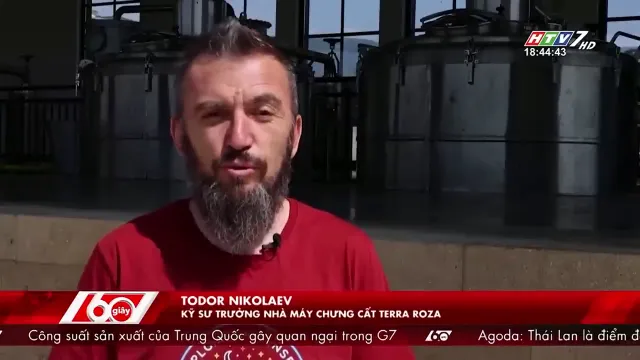 HTV7 HD
18:44:43
TODOR NIKOLAEV
60 giây
KỸ SƯ TRƯỞNG NHÀ MÁY CHƯNG CẤT TERRA ROZA
Công suất sản xuất của Trung Quốc gây quan ngại trong G7 60 Agoda: Thái Lan là điểm đ